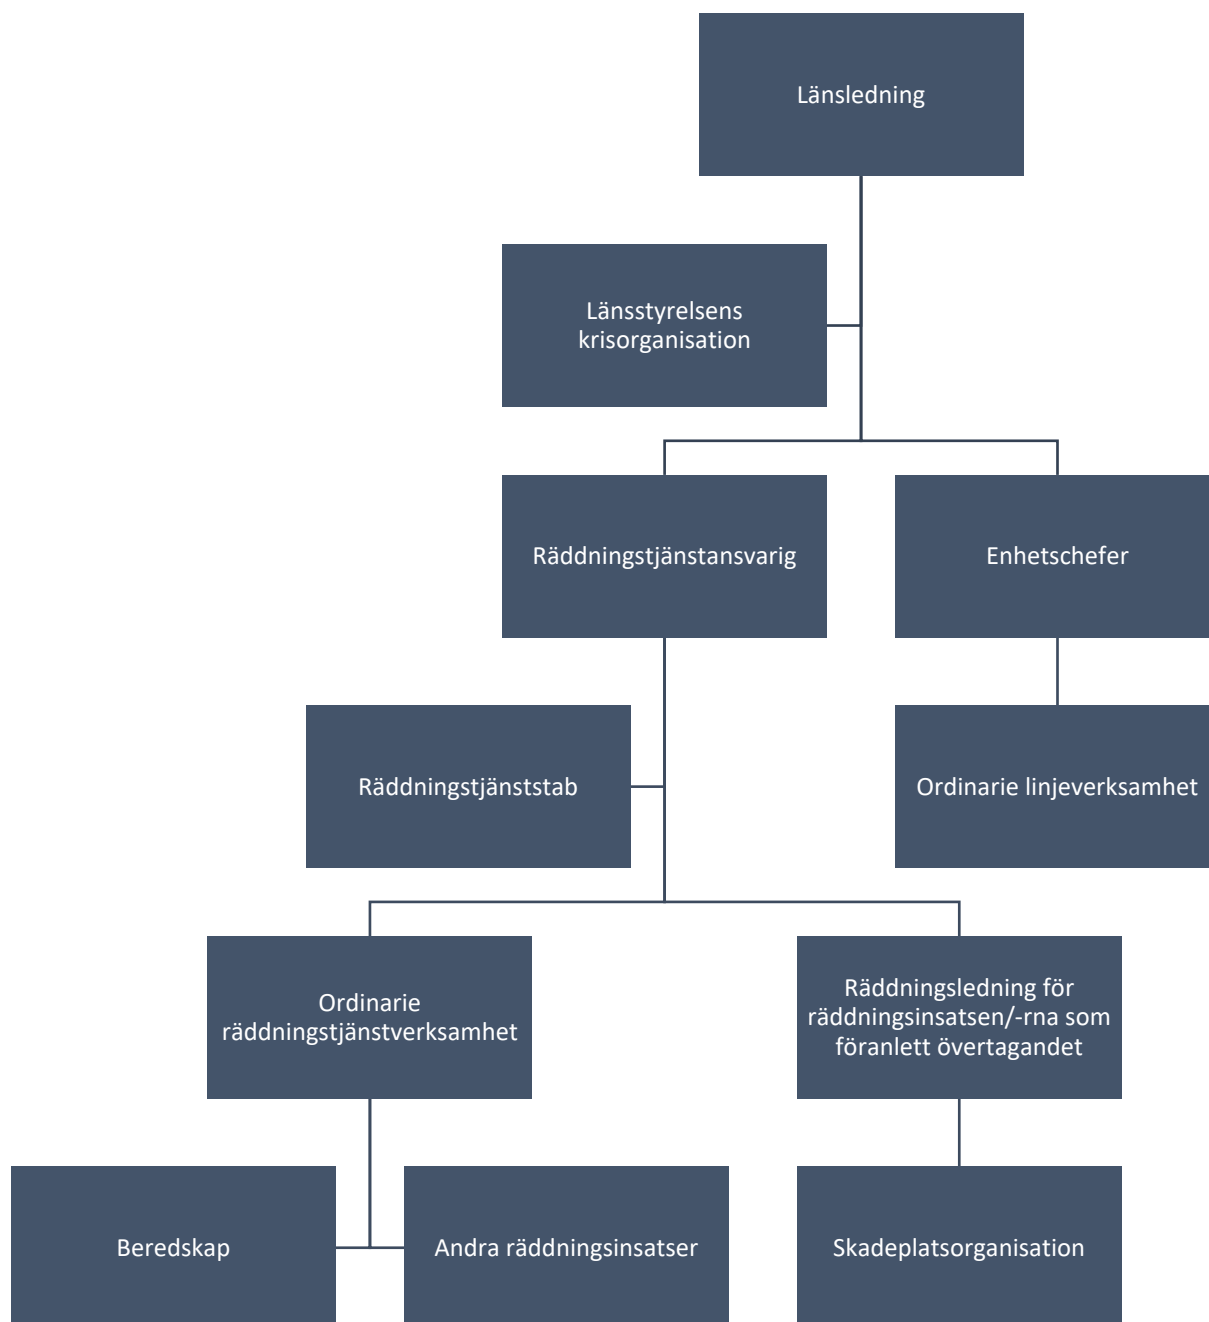 Länsledning
Länsstyrelsens
krisorganisation
Räddningstjänstansvarig
Enhetschefer
Räddningstjänststab
Ordinarie linjeverksamhet
Ordinarie
räddningstjänstverksamhet
Räddningsledning för
räddningsinsatsen/-rna som
föranlett övertagandet
Beredskap
Andra räddningsinsatser
Skadeplatsorganisation